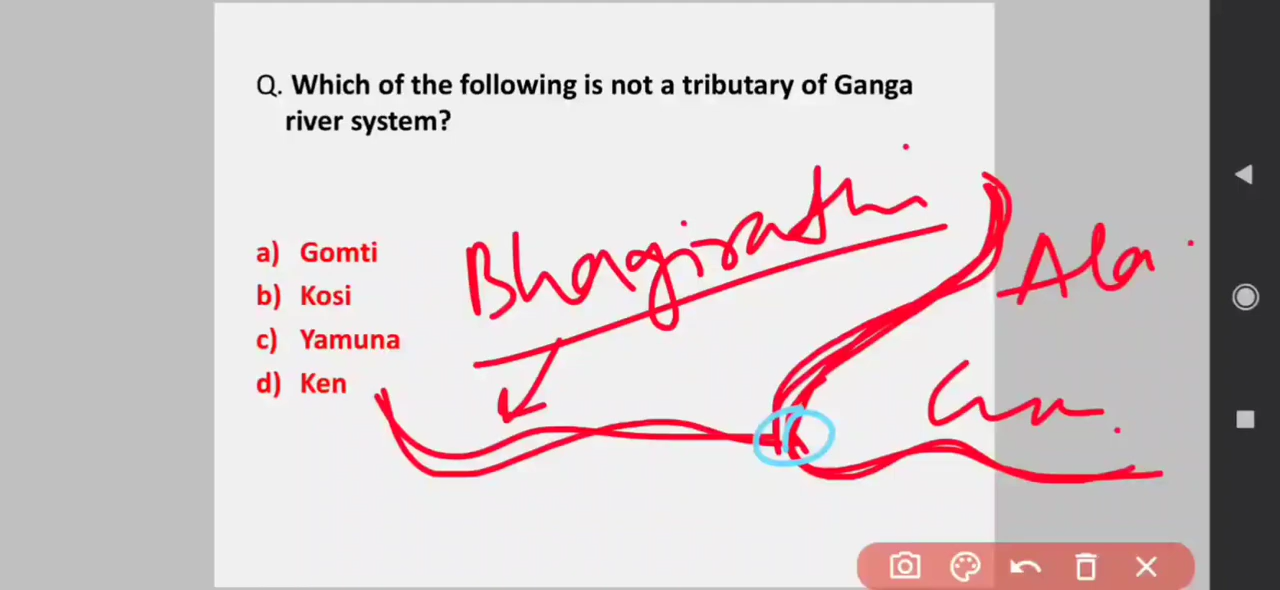 Q. Which of the following is not a tributary of Ganga
river system?
Bhagirathi
Ala
a) Gomti
b) Kosi
c) Yamuna
d) Ken